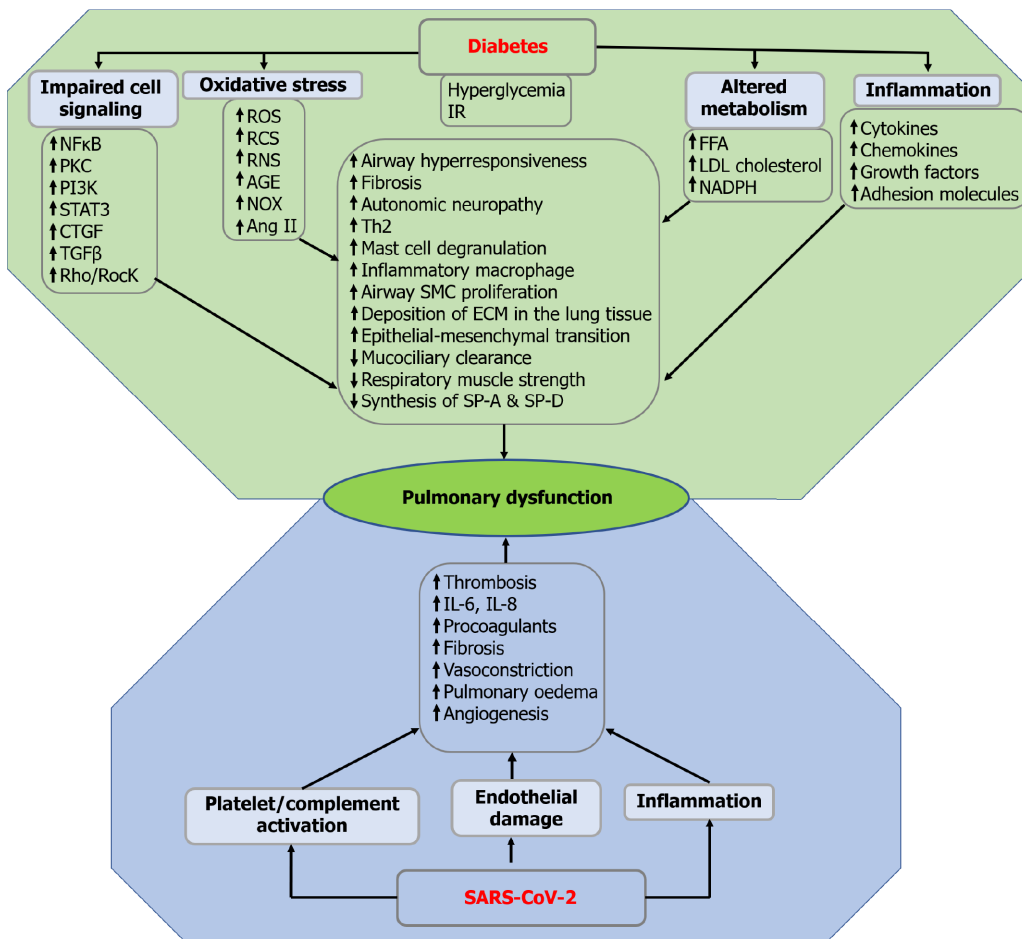 Diabetes
Hyperglycemia
IR
Impaired cell
signaling
↑NFκB
↑PKC
↑PI3K
↑STAT3
↑CTGF
↑TGFβ
↑Rho/RocK
Oxidative stress
↑ROS
↑RCS
↑RNS
↑AGE
↑NOX
↑Ang II
Altered
metabolism
↑FFA
↑LDL cholesterol
↑NADPH
Inflammation
↑Cytokines
↑Chemokines
↑Growth factors
↑Adhesion molecules
↑Airway hyperresponsiveness
↑Fibrosis
↑Autonomic neuropathy
↑Th2
↑Mast cell degranulation
↑Inflammatory macrophage
↑Airway SMC proliferation
↑Deposition of ECM in the lung tissue
↑Epithelial-mesenchymal transition
↓Mucociliary clearance
↓Respiratory muscle strength
↓Synthesis of SP-A & SP-D
Pulmonary dysfunction
↑Thrombosis
↑IL-6, IL-8
↑Procoagulants
↑Fibrosis
↑Vasoconstriction
↑Pulmonary oedema
↑Angiogenesis
Platelet/complement
activation
Endothelial
damage
Inflammation
SARS-CoV-2